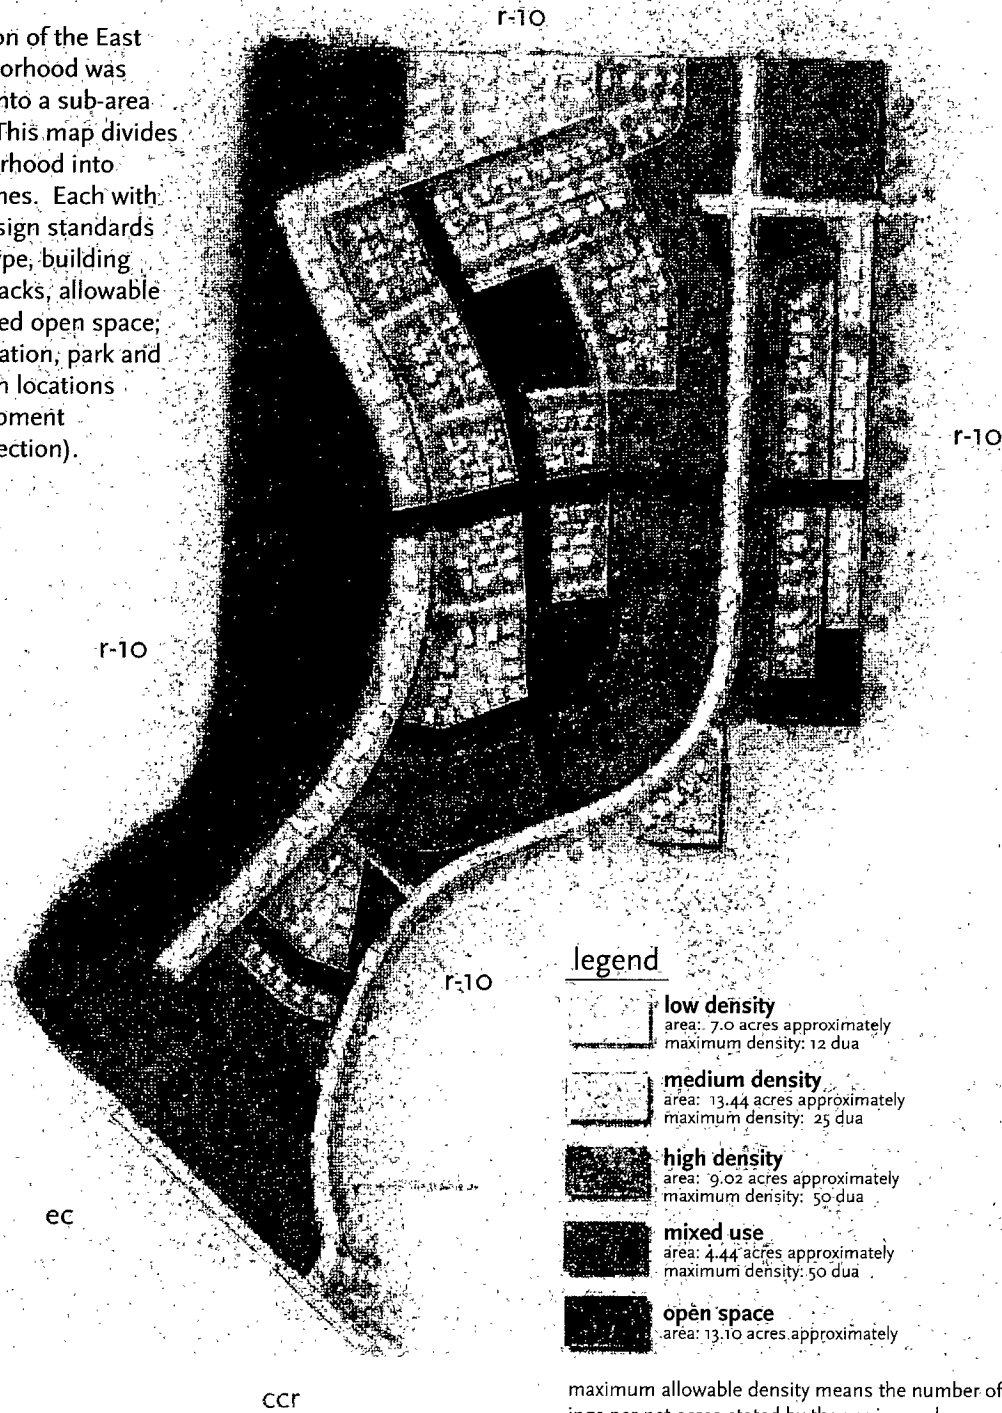 r-10
on of the East
orhood was
nto a sub-area
This map divides
rhood into
nes. Each with
sign standards
ype, building
acks, allowable
ed open space,
ation, park and
n locations
pment
ection).
r-10
r-10
r-10
legend
low density
area: 7.0 acres approximately
maximum density: 12 dua
medium density
area: 13.44 acres approximately
maximum density: 25 dua
high density
area: 9.02 acres approximately
maximum density: 50 dua
ec
mixed use
area: 4.44 acres approximately
maximum density: 50 dua
open space
area: 13.10 acres approximately
ccr
maximum allowable density means the number of